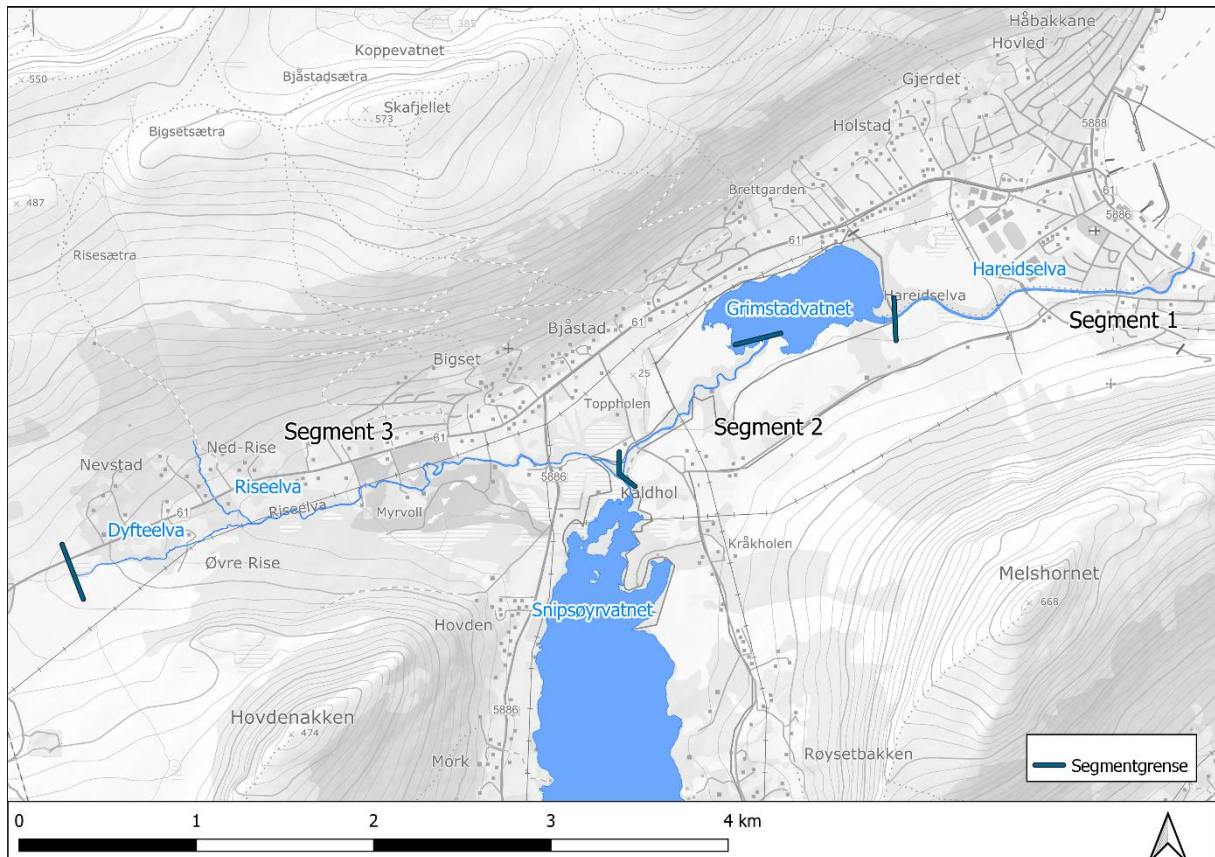 Håbakkane
385
Hovled
Koppevatnet
550
Bjåstadsætra
Gjerdet
Skafjellet
573
Holstad
5888
Bigsetsætra
Brettgarden
61
487
5886
61
Risesætra
Hareidselva
Hareidselva
Grimstadvatnet
Segment 1
61
Bjåstad
Bigset
25
Toppholen
Segment 3
Segment 2
61
Ned-Rise
Nevstad
5886
Riseelva
Kaldhol
Riseelva
Myrvoll
61
Dyfteelva
Kråkholen
Øvre Rise
Melshornet
668
Snipsøyrvatnet
Hovden
5886
Hovdenakken
474
Røysetbakken
Mork
Segmentgrense
0 1 2 3 4 km